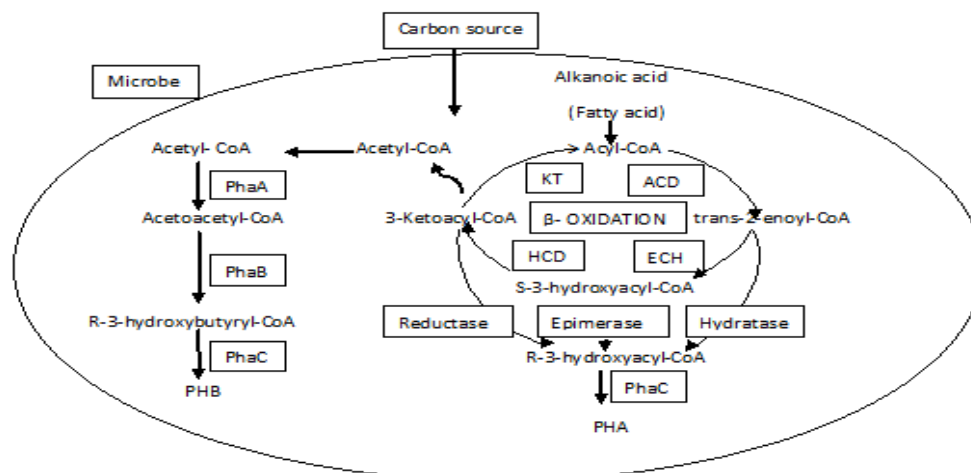 Carbon source
Microbe
Alkanoic acid
(Fatty acid)
Acetyl- CoA
Acetyl-CoA
Acyl-CoA
PhaA
KT
ACD
Acetoacetyl-CoA
3-Ketoacyl-CoA
β- OXIDATION
trans-2-enoyl-CoA
PhaB
HCD
ECH
S-3-hydroxyacyl-CoA
R-3-hydroxybutyryl-CoA
Reductase
Epimerase
Hydratase
PhaC
R-3-hydroxyacyl-CoA
PHB
PhaC
PHA